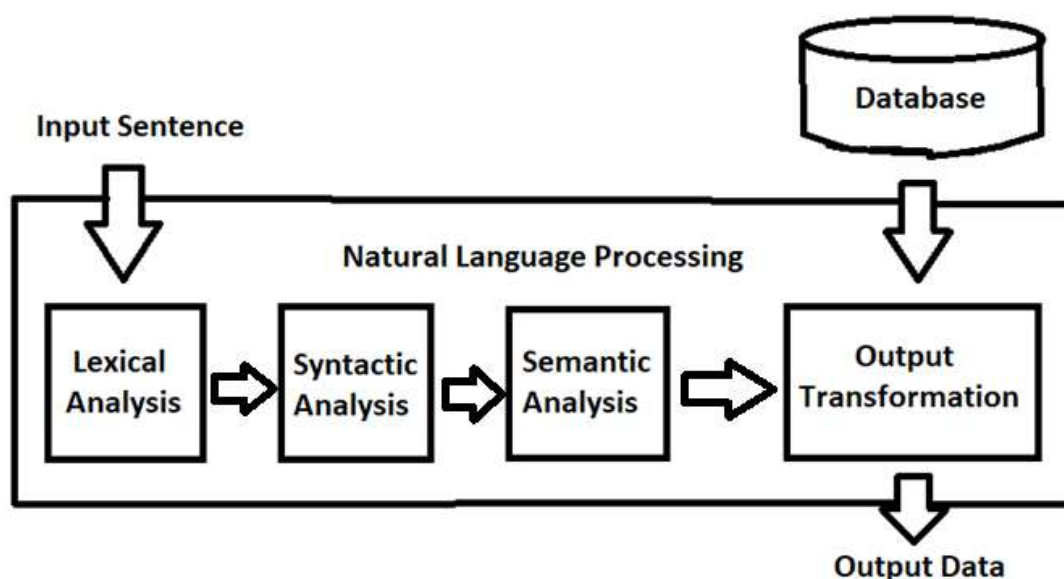 Database
Input Sentence
Natural Language Processing
Lexical
Analysis
Syntactic
Analysis
Semantic
Analysis
Output
Transformation
Output Data